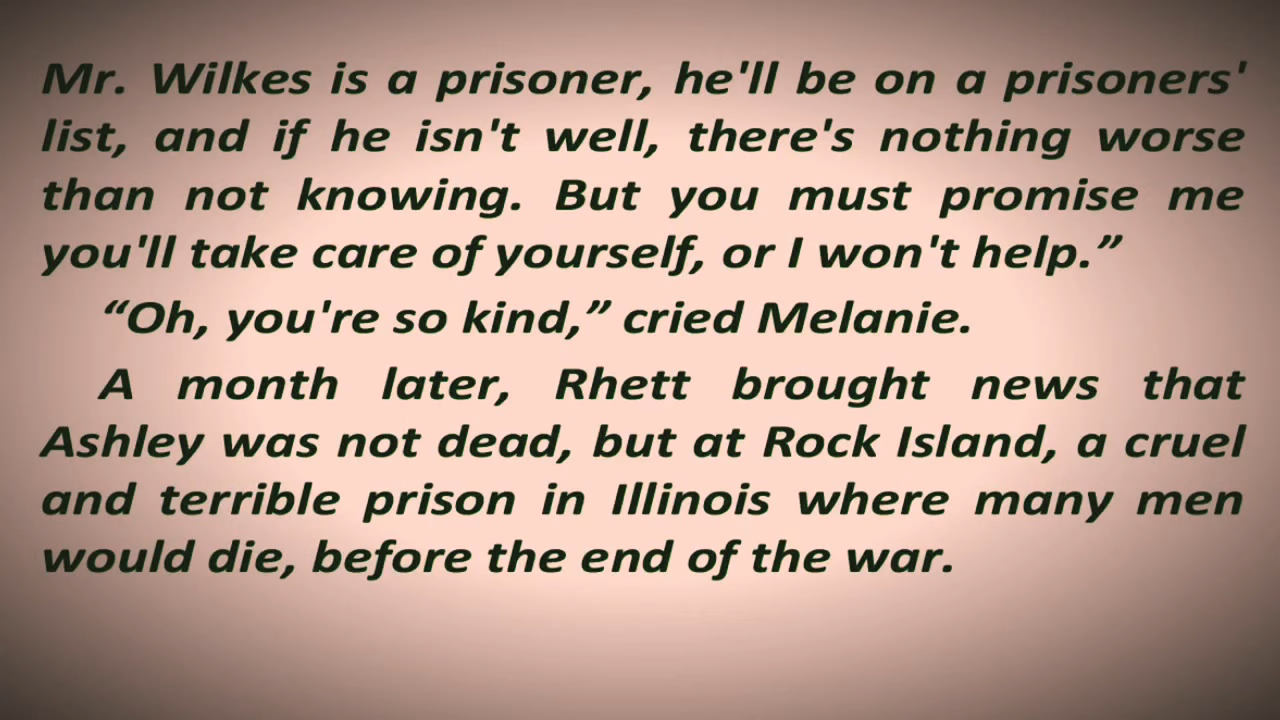 Mr. Wilkes is a prisoner, he'll be on a prisoners'
list, and if he isn't well, there's nothing worse
than not knowing. But you must promise me
you'll take care of yourself, or I won't help.”
“Oh, you're so kind,” cried Melanie.
A month later, Rhett brought news that
Ashley was not dead, but at Rock Island, a cruel
and terrible prison in Illinois where many men
would die, before the end of the war.